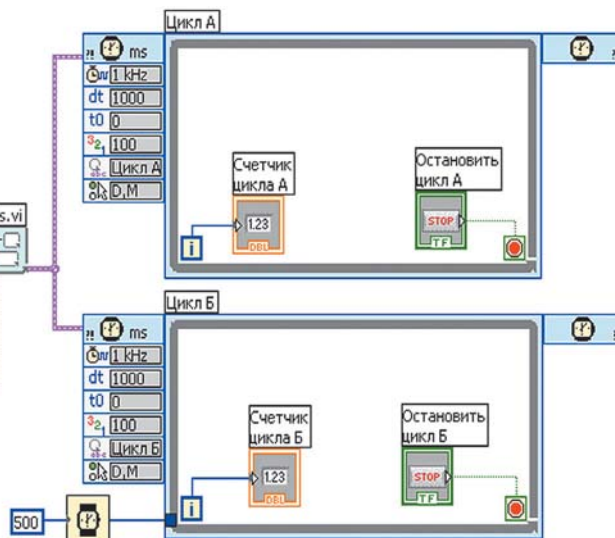 Цикл А
ms
1 kHz
dt 1000
t0 0
100
Цикл А
D,M
Счетчик
цикла А
1.23
DBL
i
Остановить
цикл А
STOP
TF
s.vi
Цикл Б
ms
1 kHz
dt 1000
t0 0
100
Цикл Б
D,M
Счетчик
цикла Б
1.23
DBL
i
Остановить
цикл Б
STOP
TF
500